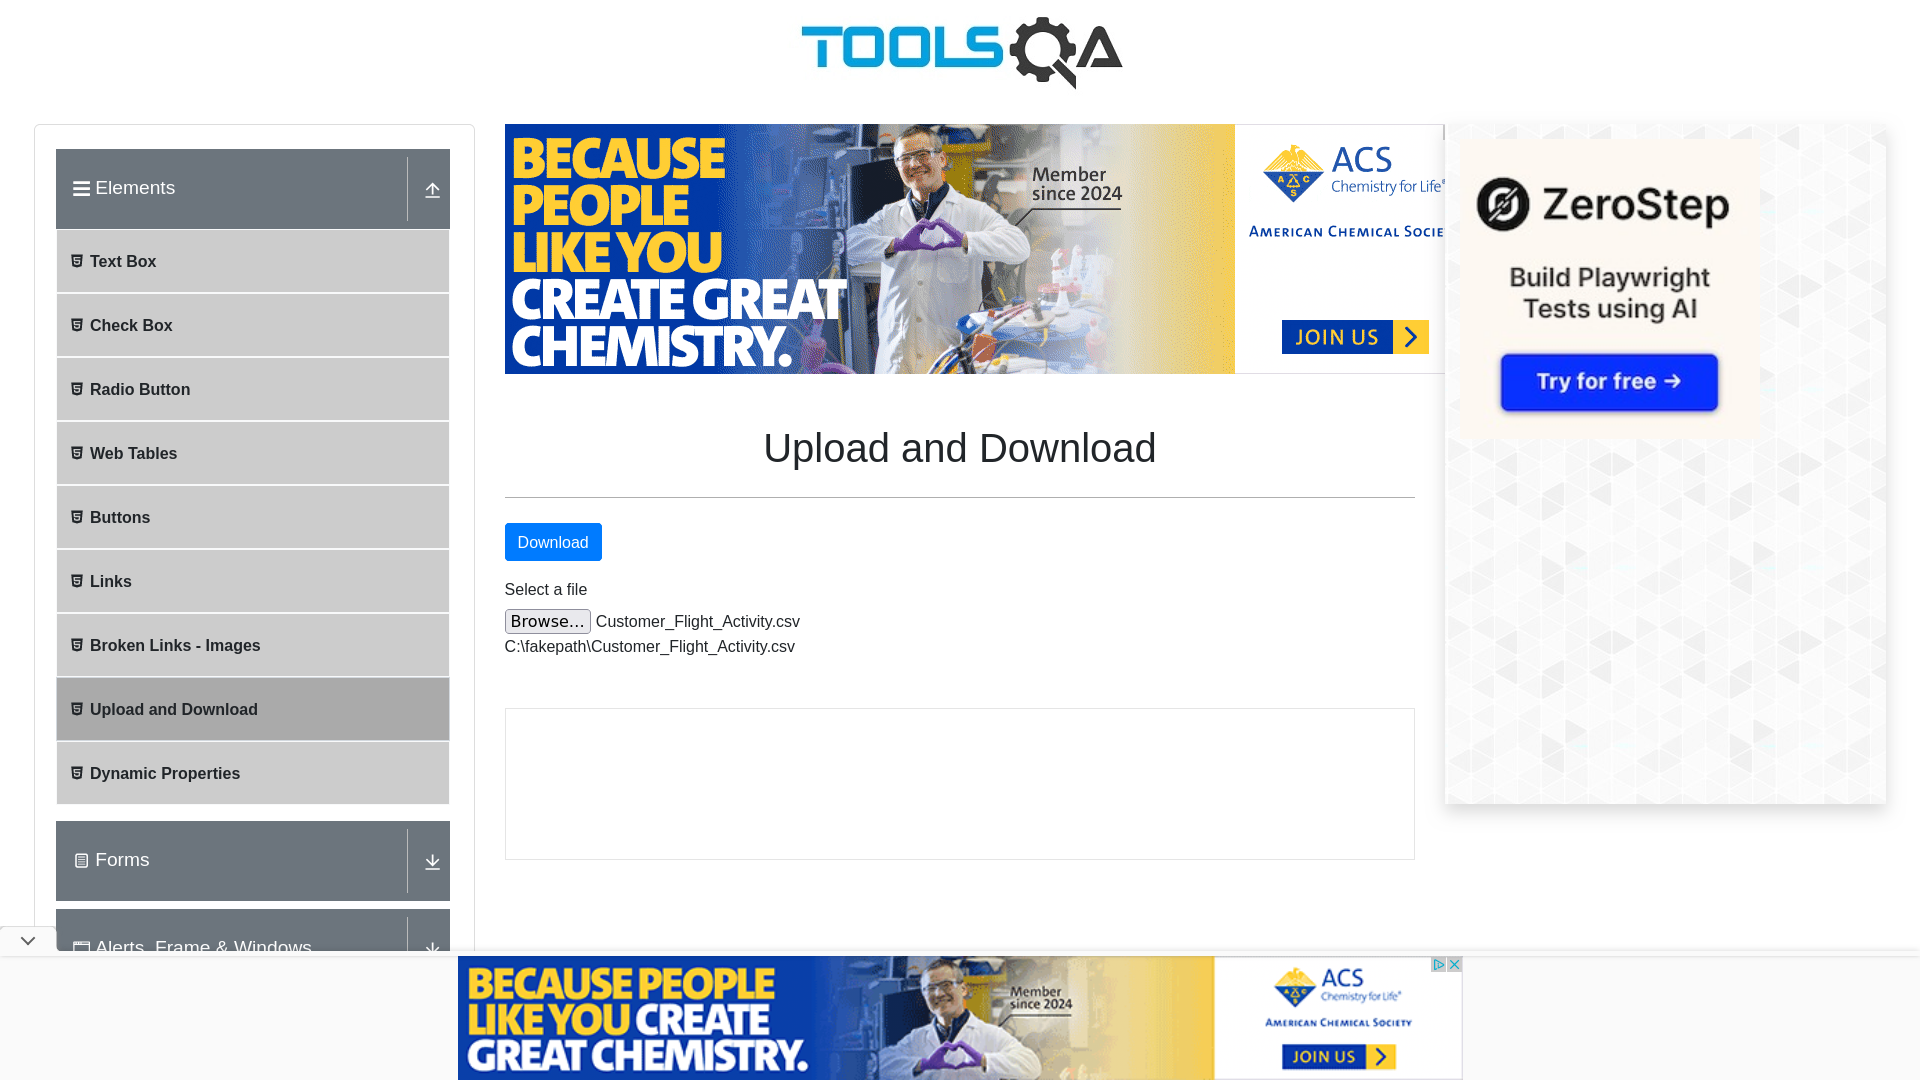 TOOLSQA
Elements
Text Box
Check Box
Radio Button
Web Tables
Buttons
Links
Broken Links - Images
Upload and Download
Dynamic Properties
Forms
Alerts, Frame & Windows
BECAUSE
PEOPLE
LIKE YOU
CREATE GREAT
CHEMISTRY.
Member
since 2024
ACS
Chemistry for Life®
A C S
AMERICAN CHEMICAL SOCIE
JOIN US
Upload and Download
Download
Select a file
Browse... Customer_Flight_Activity.csv
C:\fakepath\Customer_Flight_Activity.csv
ZeroStep
Build Playwright
Tests using AI
Try for free →
BECAUSE PEOPLE
LIKE YOU CREATE
GREAT CHEMISTRY.
Member
since 2024
ACS
Chemistry for Life®
AMERICAN CHEMICAL SOCIETY
JOIN US